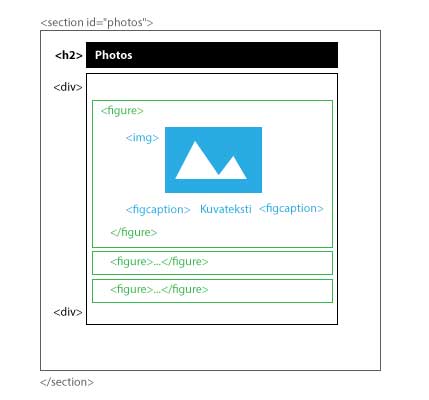 <section id="photos">
<h2> Photos
<div>
<figure>
<img>
<figcaption> Kuvateksti <figcaption>
</figure>
<figure>...</figure>
<figure>...</figure>
<div>
</section>